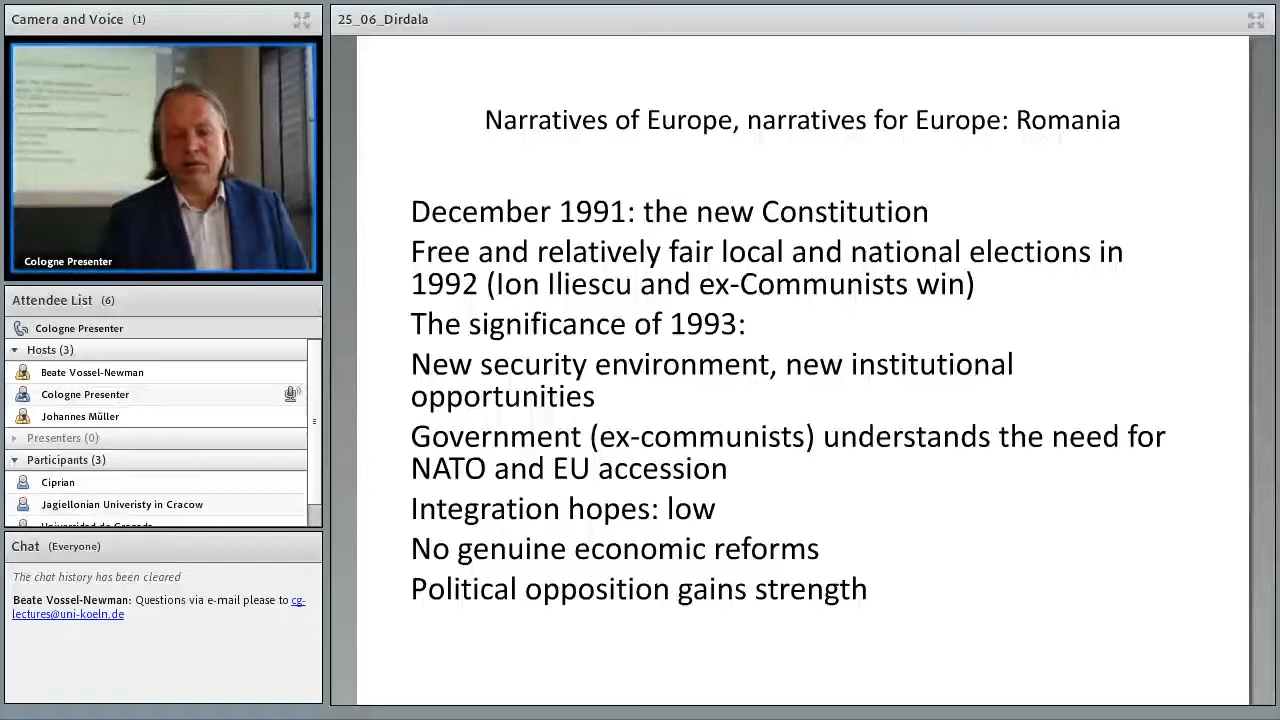 Camera and Voice (1)
Cologne Presenter
Attendee List (6)
Cologne Presenter
Hosts (3)
Beate Vossel-Newman
Cologne Presenter
Johannes Müller
Presenters (0)
Participants (3)
Ciprian
Jagiellonian Univeristy in Cracow
Chat (Everyone)
The chat history has been cleared
Beate Vossel-Newman: Questions via e-mail please to cg-
lectures@uni-koeln.de
25_06_Dirdala
Narratives of Europe, narratives for Europe: Romania
December 1991: the new Constitution
Free and relatively fair local and national elections in
1992 (Ion Iliescu and ex-Communists win)
The significance of 1993:
New security environment, new institutional
opportunities
Government (ex-communists) understands the need for
NATO and EU accession
Integration hopes: low
No genuine economic reforms
Political opposition gains strength